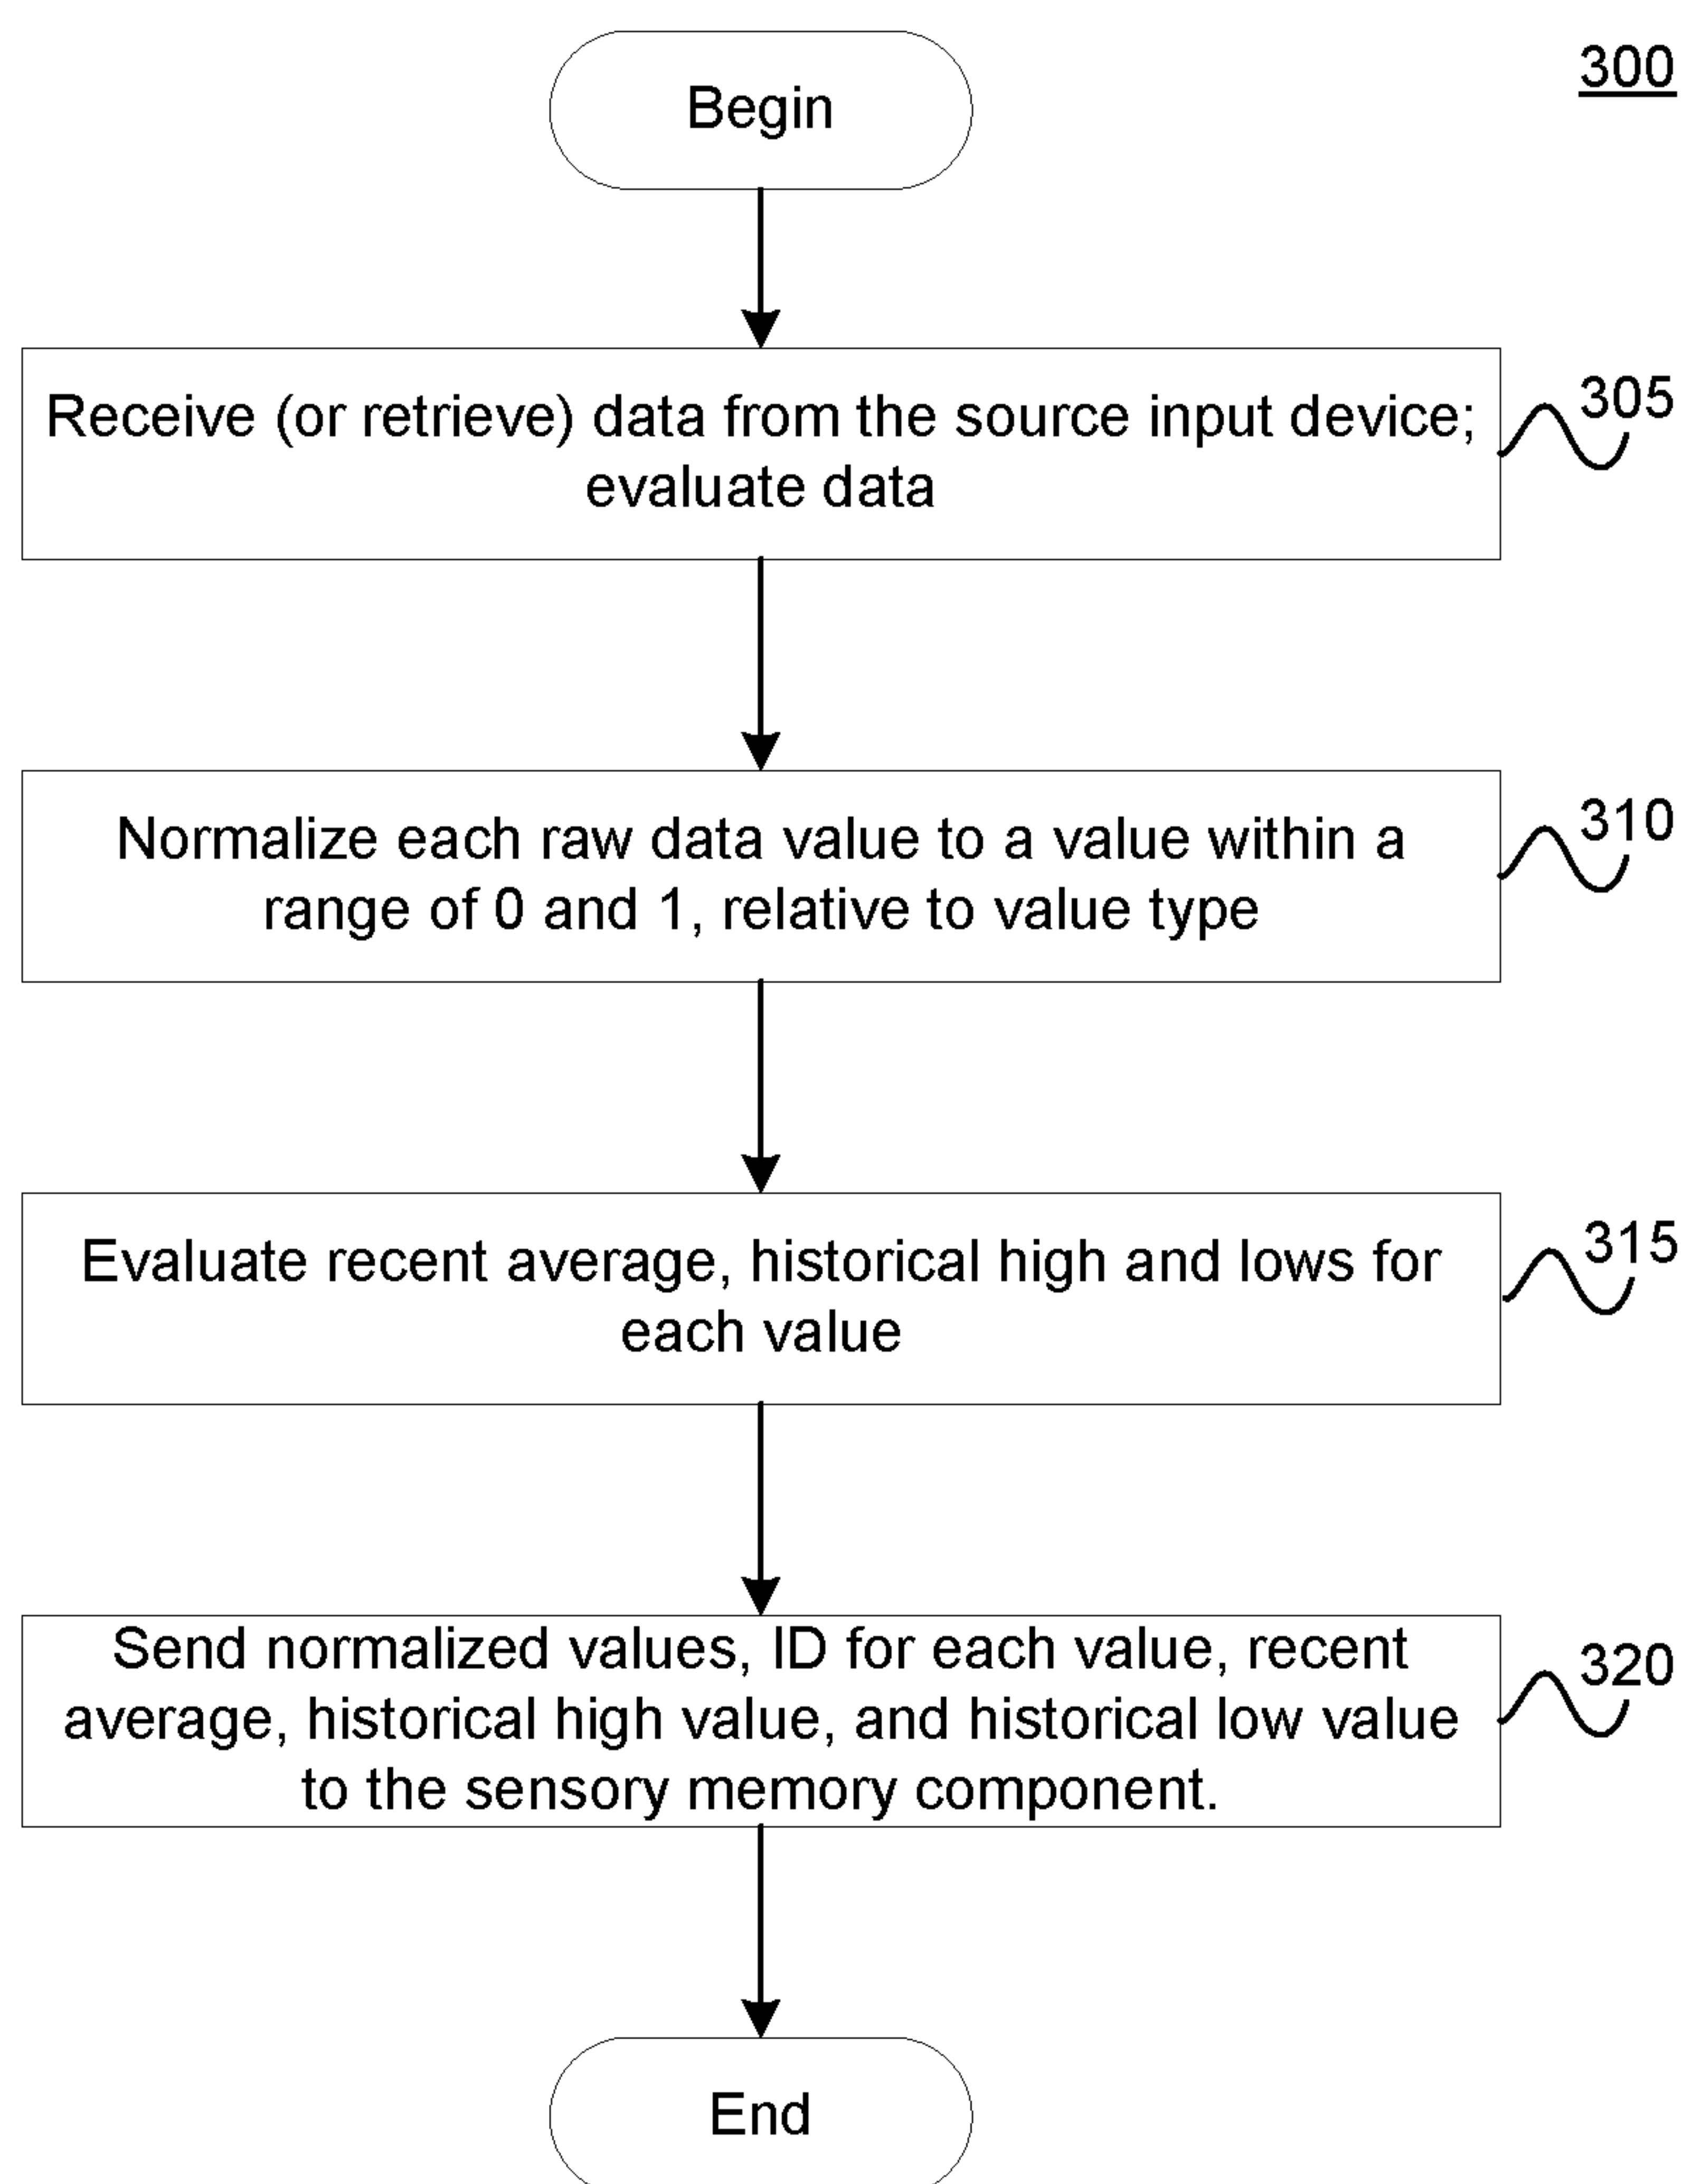 300
Begin
Receive (or retrieve) data from the source input device;
evaluate data
305
Normalize each raw data value to a value within a
range of 0 and 1, relative to value type
310
Evaluate recent average, historical high and lows for
each value
315
Send normalized values, ID for each value, recent
average, historical high value, and historical low value
to the sensory memory component.
320
End